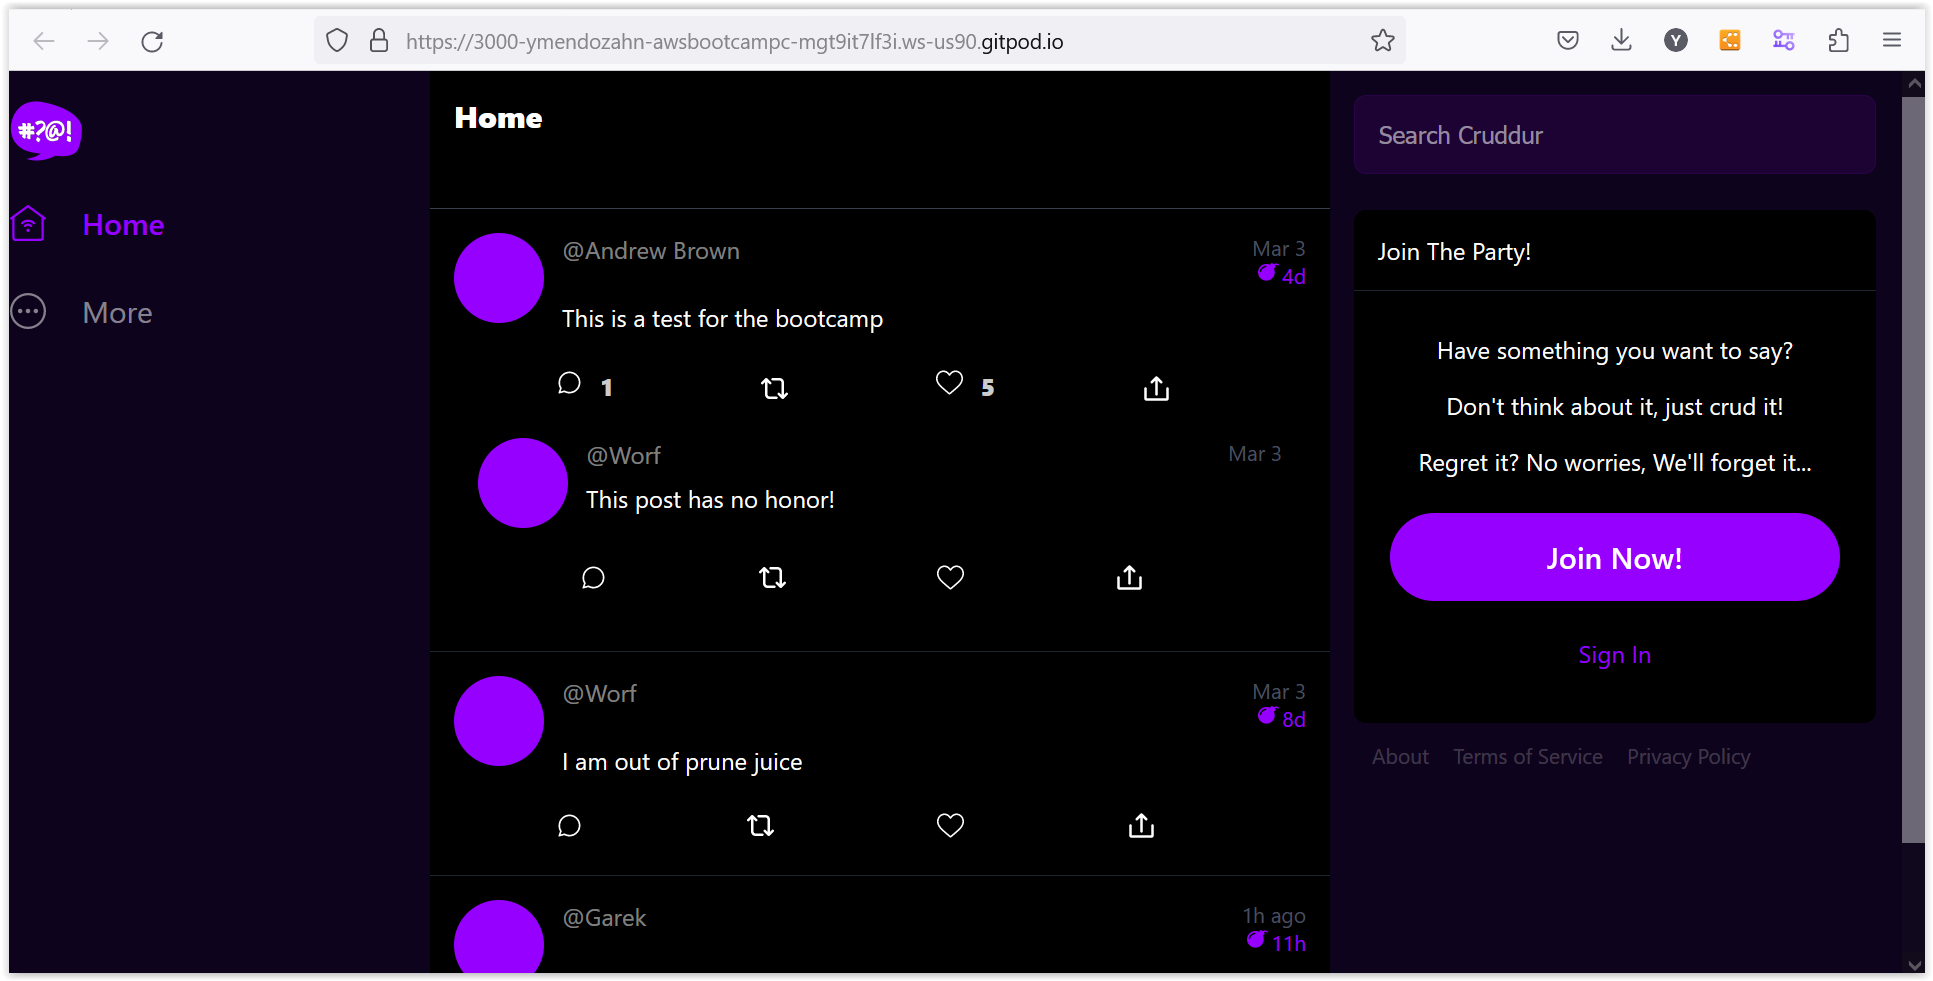 https://3000-ymendozahn-awsbootcampc-mgt9it7lf3i.ws-us90.gitpod.io
Y
#?@!
Home
More
Home
@Andrew Brown
Mar 3
4d
This is a test for the bootcamp
1
5
@Worf
Mar 3
This post has no honor!
@Worf
Mar 3
8d
I am out of prune juice
@Garek
1h ago
11h
Search Cruddur
Join The Party!
Have something you want to say?
Don't think about it, just crud it!
Regret it? No worries, We'll forget it...
Join Now!
Sign In
About Terms of Service Privacy Policy